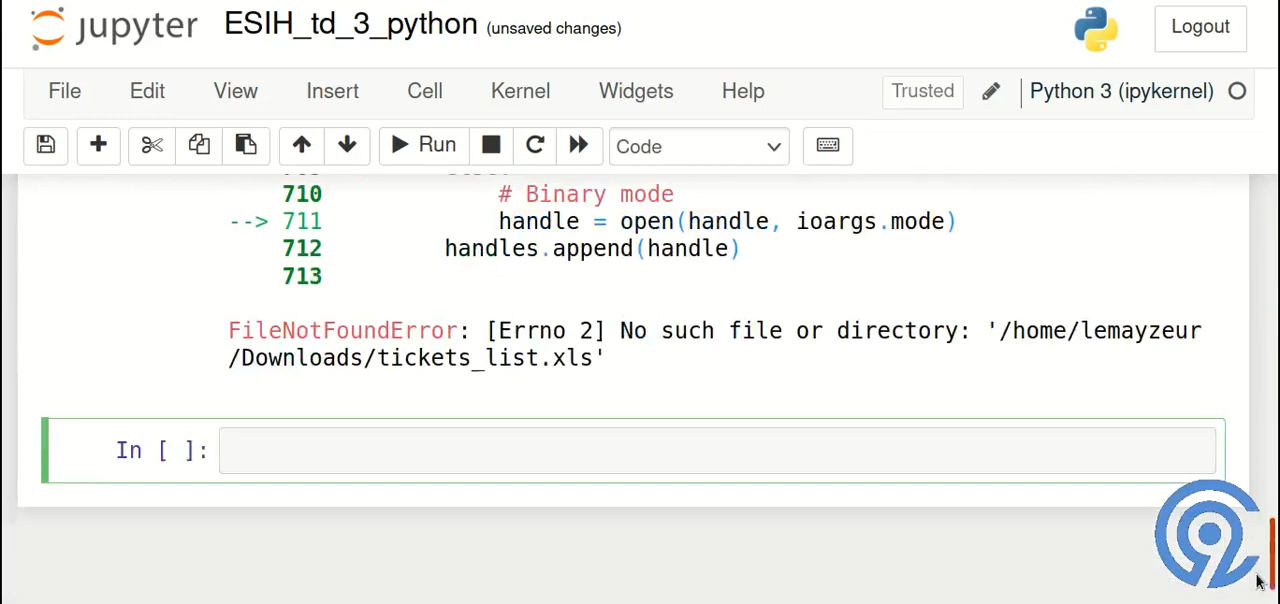 jupyter ESIH_td_3_python (unsaved changes) Logout
File Edit View Insert Cell Kernel Widgets Help Trusted Python 3 (ipykernel)
Run Code
710 # Binary mode
--> 711 handle = open(handle, ioargs.mode)
712 handles.append(handle)
713
FileNotFoundError: [Errno 2] No such file or directory: '/home/lemayzeur
/Downloads/tickets_list.xls'
In [ ]: